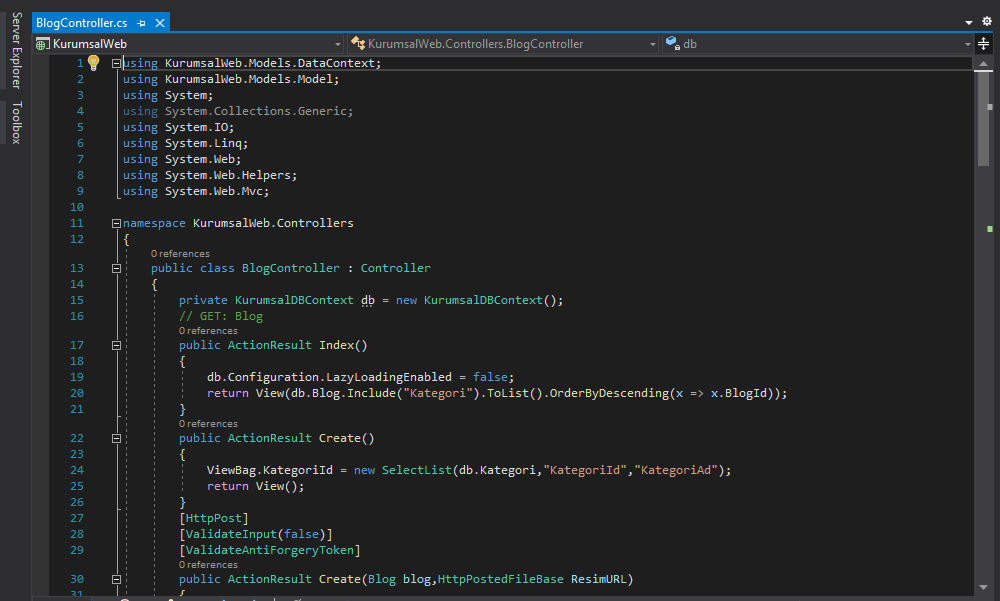 Server Explorer
Toolbox
BlogController.cs
KurumsalWeb
KurumsalWeb.Controllers.BlogController
db
1 using KurumsalWeb.Models.DataContext;
2 using KurumsalWeb.Models.Model;
3 using System;
4 using System.Collections.Generic;
5 using System.IO;
6 using System.Linq;
7 using System.Web;
8 using System.Web.Helpers;
9 using System.Web.Mvc;
10
11 namespace KurumsalWeb.Controllers
12 {
0 references
13 public class BlogController : Controller
14 {
15 private KurumsalDBContext db = new KurumsalDBContext();
16 // GET: Blog
0 references
17 public ActionResult Index()
18 {
19 db.Configuration.LazyLoadingEnabled = false;
20 return View(db.Blog.Include("Kategori").ToList().OrderByDescending(x => x.BlogId));
21 }
0 references
22 public ActionResult Create()
23 {
24 ViewBag.KategoriId = new SelectList(db.Kategori,"KategoriId","KategoriAd");
25 return View();
26 }
27 [HttpPost]
28 [ValidateInput(false)]
29 [ValidateAntiForgeryToken]
0 references
30 public ActionResult Create(Blog blog,HttpPostedFileBase ResimURL)
31 {